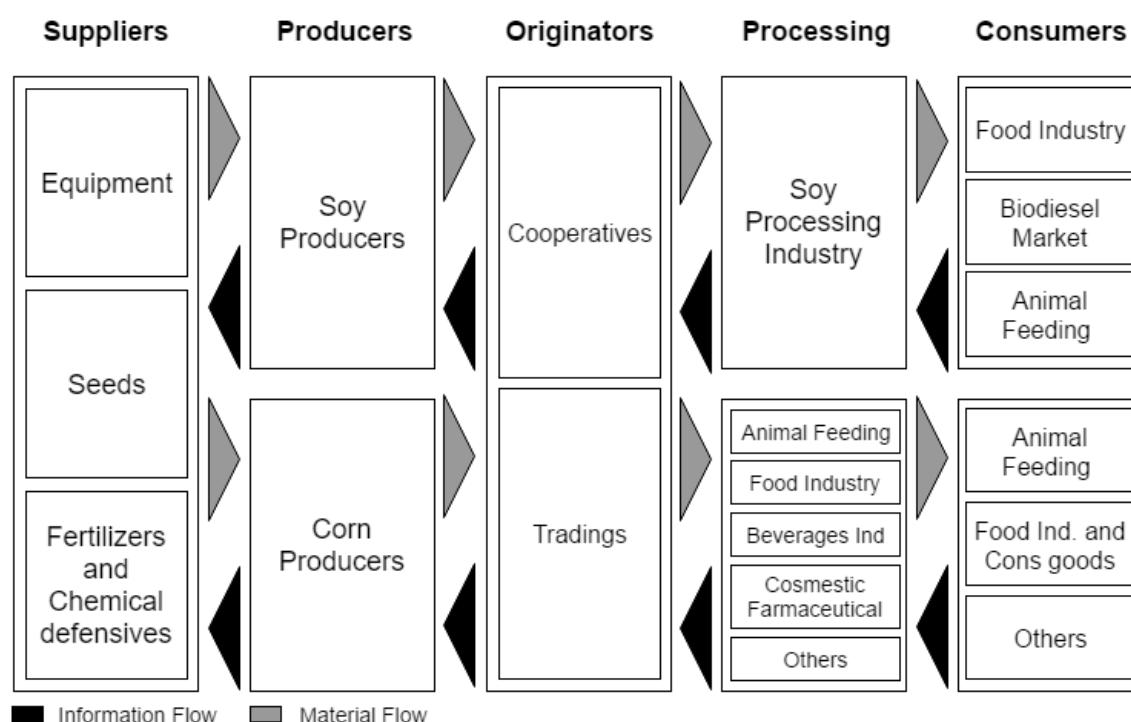 Suppliers
Producers
Originators
Processing
Consumers
Equipment
Seeds
Fertilizers
and
Chemical
defensives
Soy
Producers
Corn
Producers
Cooperatives
Tradings
Soy
Processing
Industry
Animal Feeding
Food Industry
Beverages Ind
Cosmestic
Farmaceutical
Others
Food Industry
Biodiesel
Market
Animal
Feeding
Animal
Feeding
Food Ind. and
Cons goods
Others
Information Flow
Material Flow